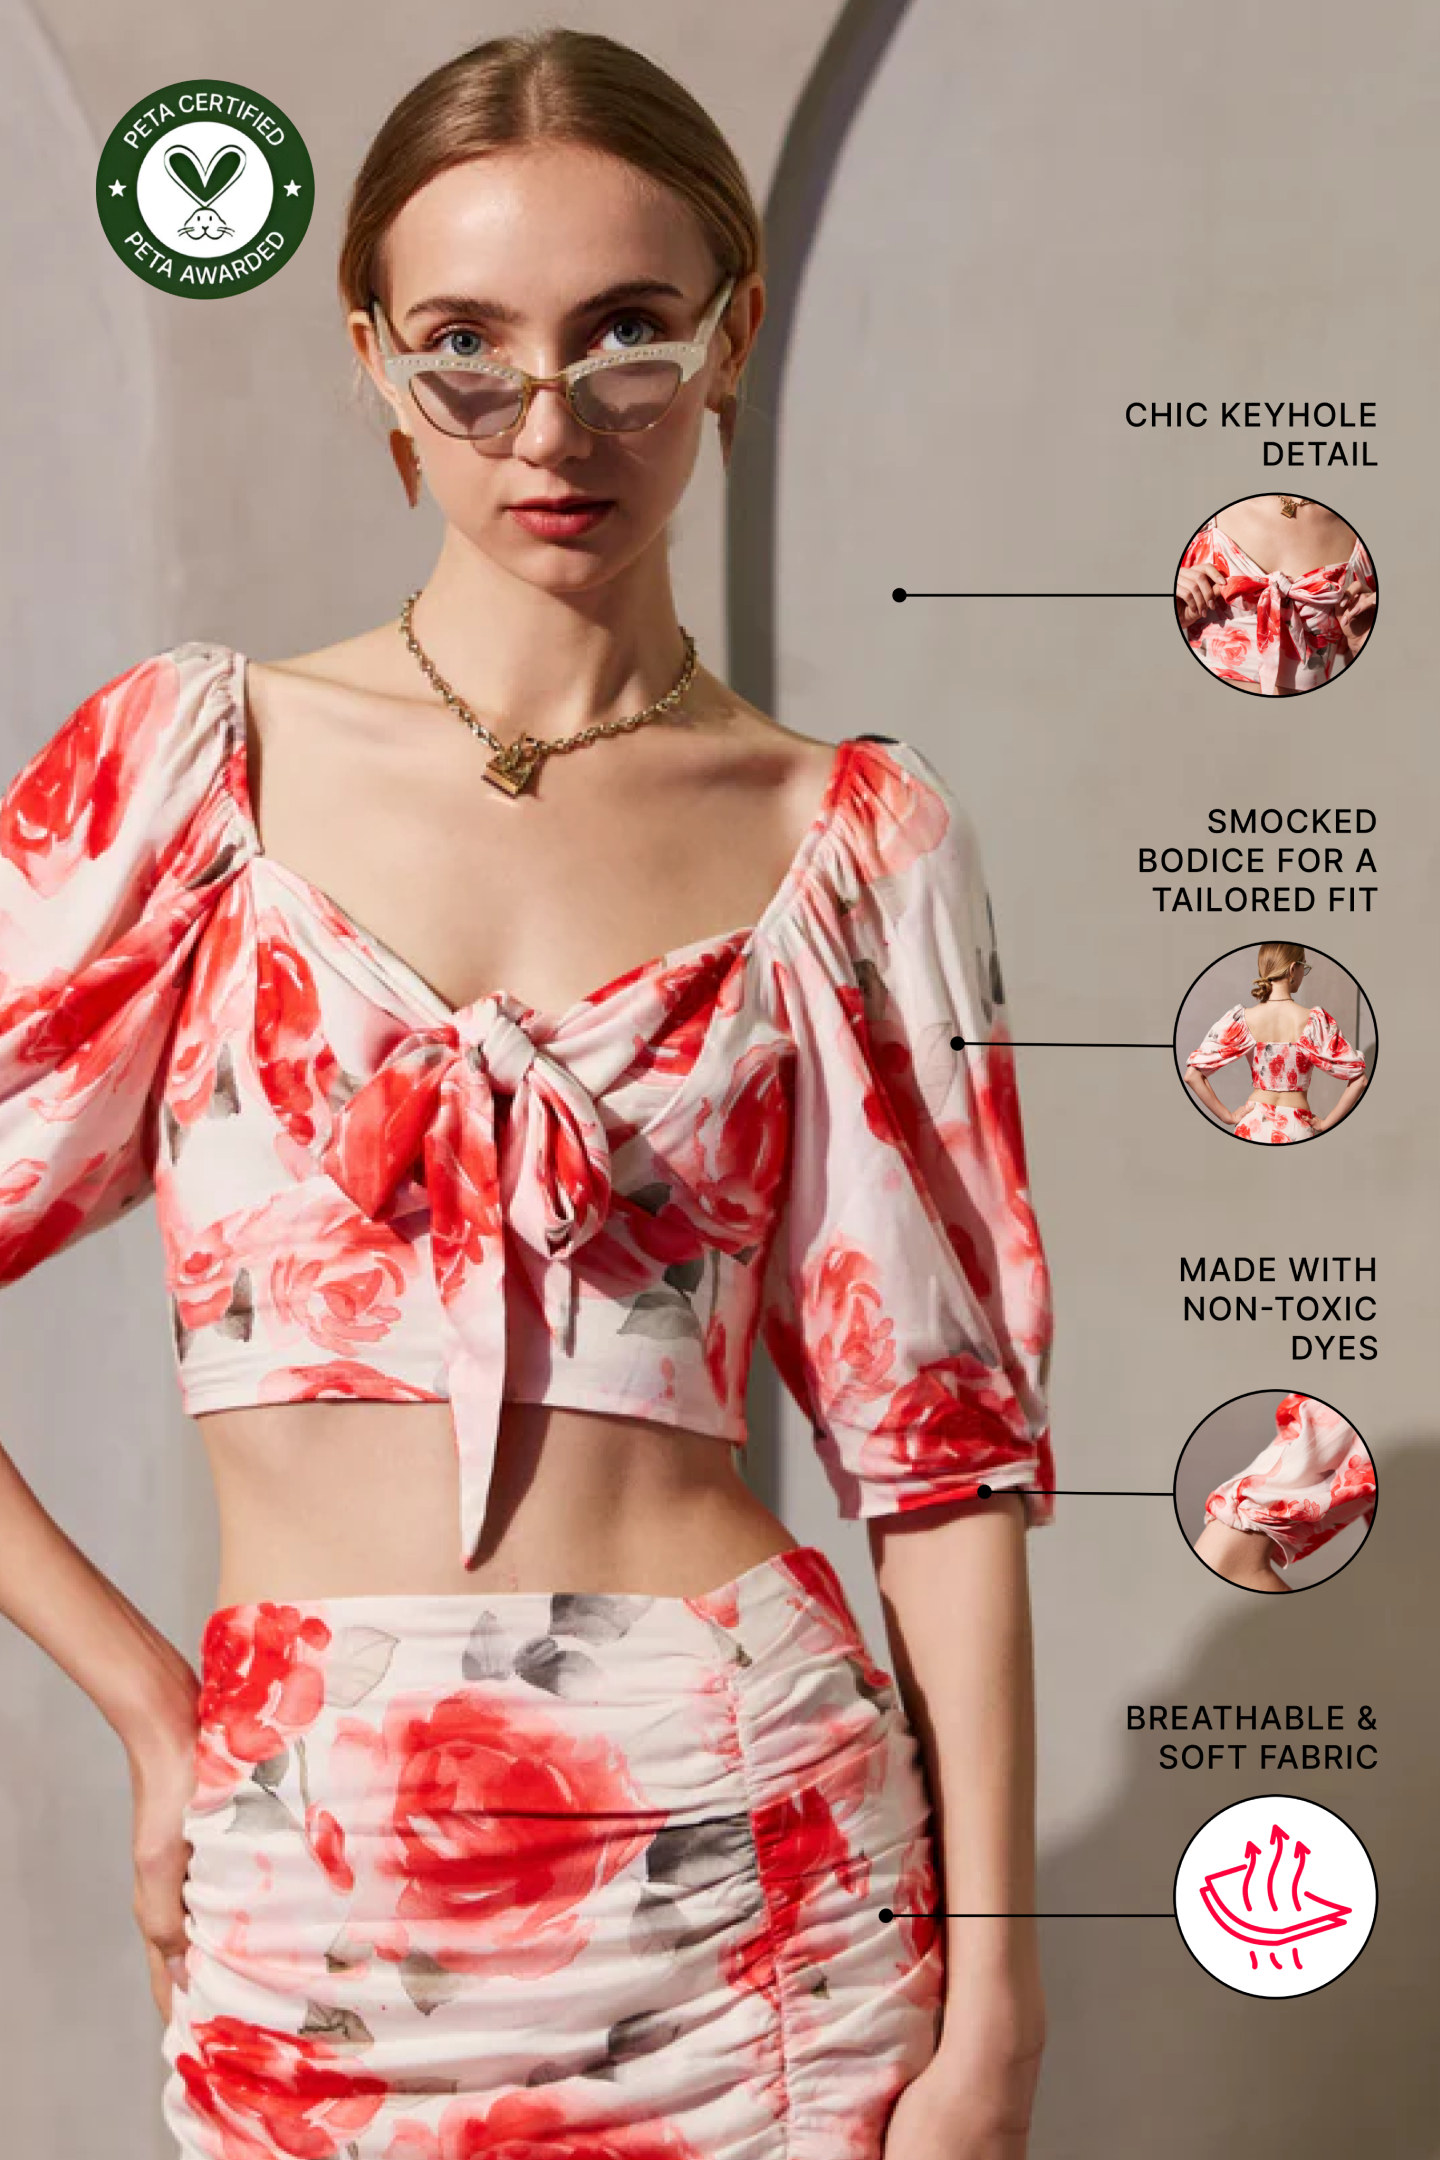 PETA CERTIFIED
PETA AWARDED
CHIC KEYHOLE
DETAIL
SMOCKED
BODICE FOR A
TAILORED FIT
MADE WITH
NON-TOXIC
DYES
BREATHABLE &
SOFT FABRIC